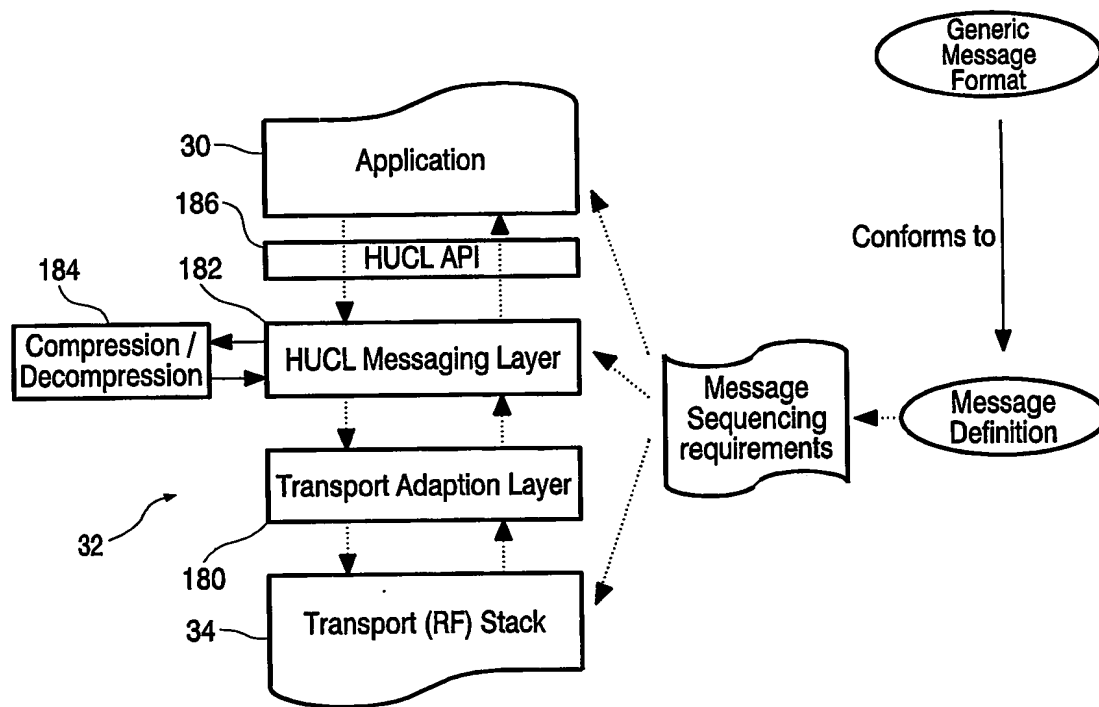 Generic
Message
Format
30
Application
186
HUCL API
Conforms to
184
182
Compression /
Decompression
HUCL Messaging Layer
Message
Sequencing
requirements
Message
Definition
Transport Adaption Layer
32
180
34
Transport (RF) Stack